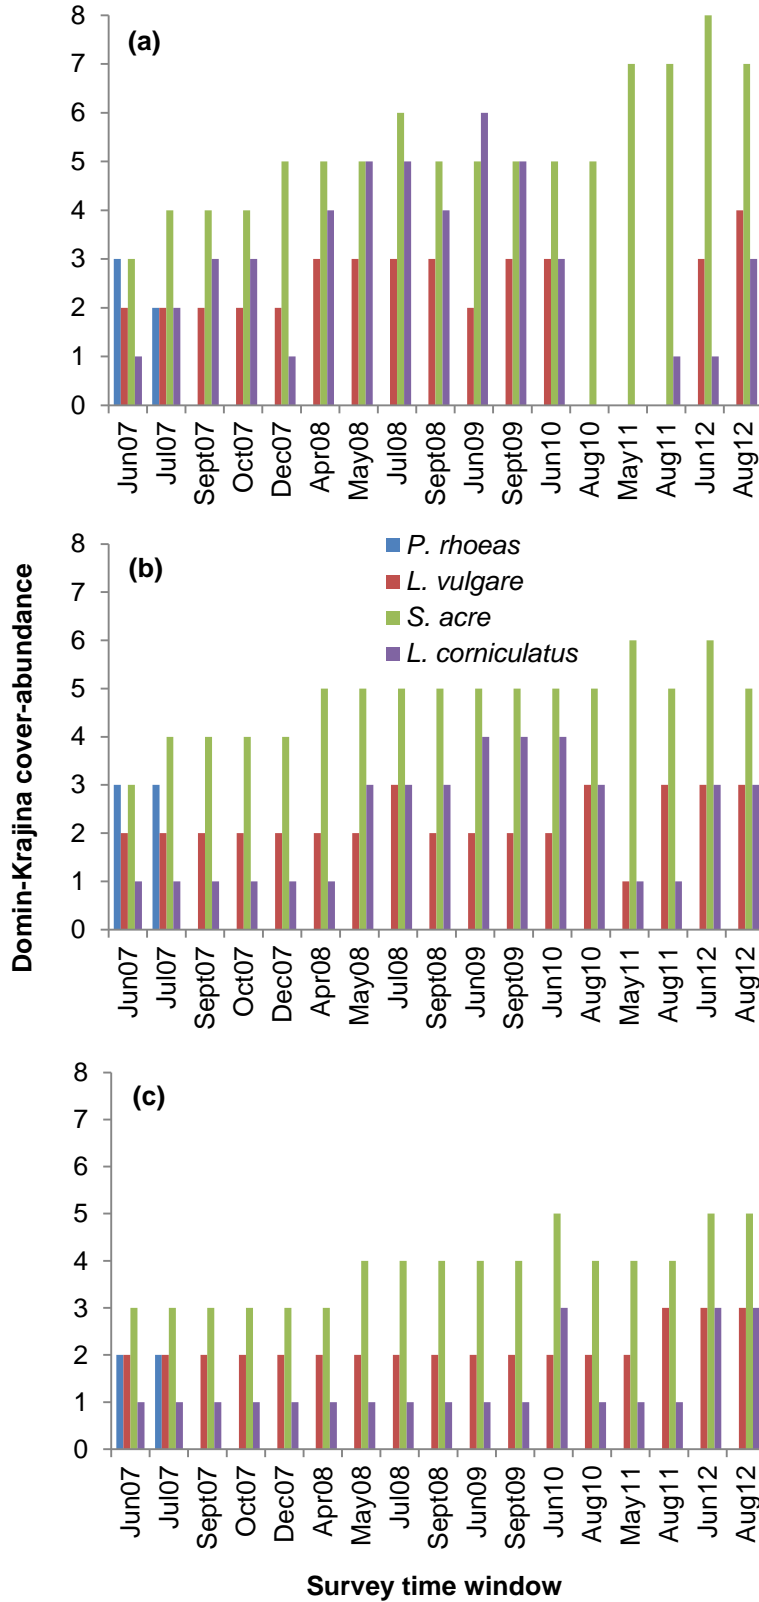 8
(a)
7
6
5
4
3
2
1
0
Jun07
Jul07
Sept07
Oct07
Dec07
Apr08
May08
Jul08
Sept08
Jun09
Sept09
Jun10
Aug10
May11
Aug11
Jun12
Aug12
Domin-Krajina cover-abundance
8
(b)
P. rhoeas
L. vulgare
S. acre
L. corniculatus
7
6
5
4
3
2
1
0
Jun07
Jul07
Sept07
Oct07
Dec07
Apr08
May08
Jul08
Sept08
Jun09
Sept09
Jun10
Aug10
May11
Aug11
Jun12
Aug12
8
(c)
7
6
5
4
3
2
1
0
Jun07
Jul07
Sept07
Oct07
Dec07
Apr08
May08
Jul08
Sept08
Jun09
Sept09
Jun10
Aug10
May11
Aug11
Jun12
Aug12
Survey time window